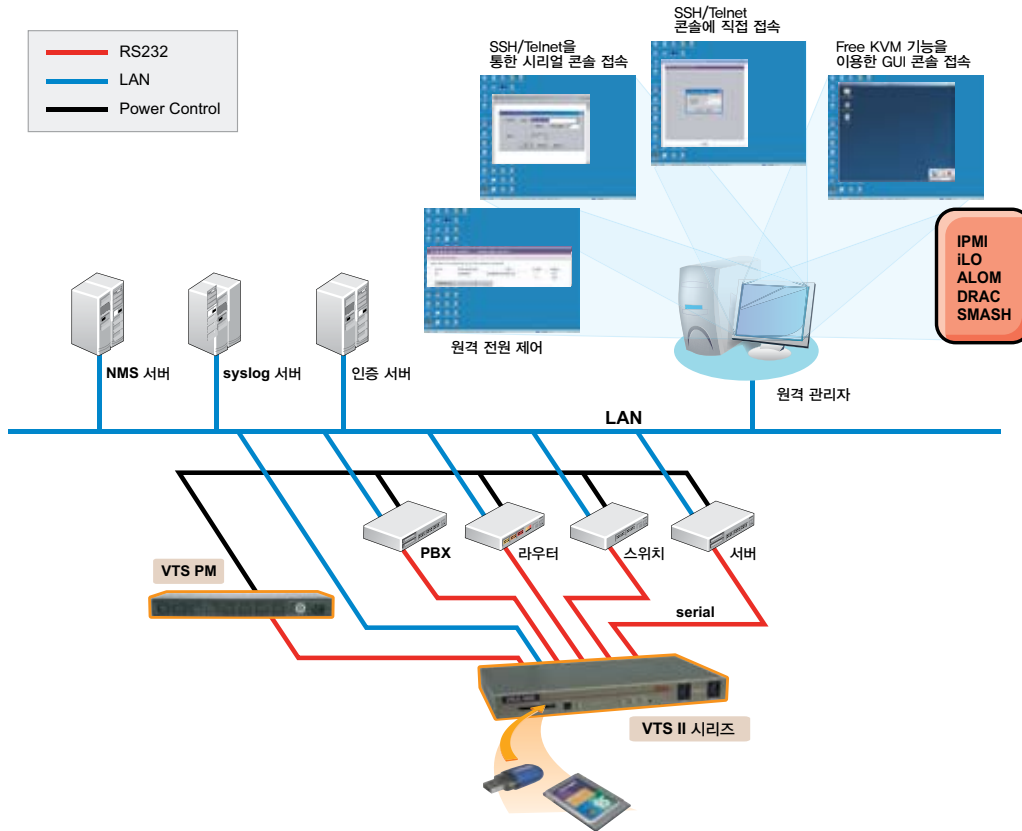 RS232
LAN
Power Control
SSH/Telnet을
통한 시리얼 콘솔 접속
SSH/Telnet
콘솔에 직접 접속
Free KVM 기능을
이용한 GUI 콘솔 접속
IPMI
iLO
ALOM
DRAC
SMASH
원격 전원 제어
NMS 서버
syslog 서버
인증 서버
원격 관리자
LAN
PBX
라우터
스위치
서버
VTS PM
serial
VTS II 시리즈